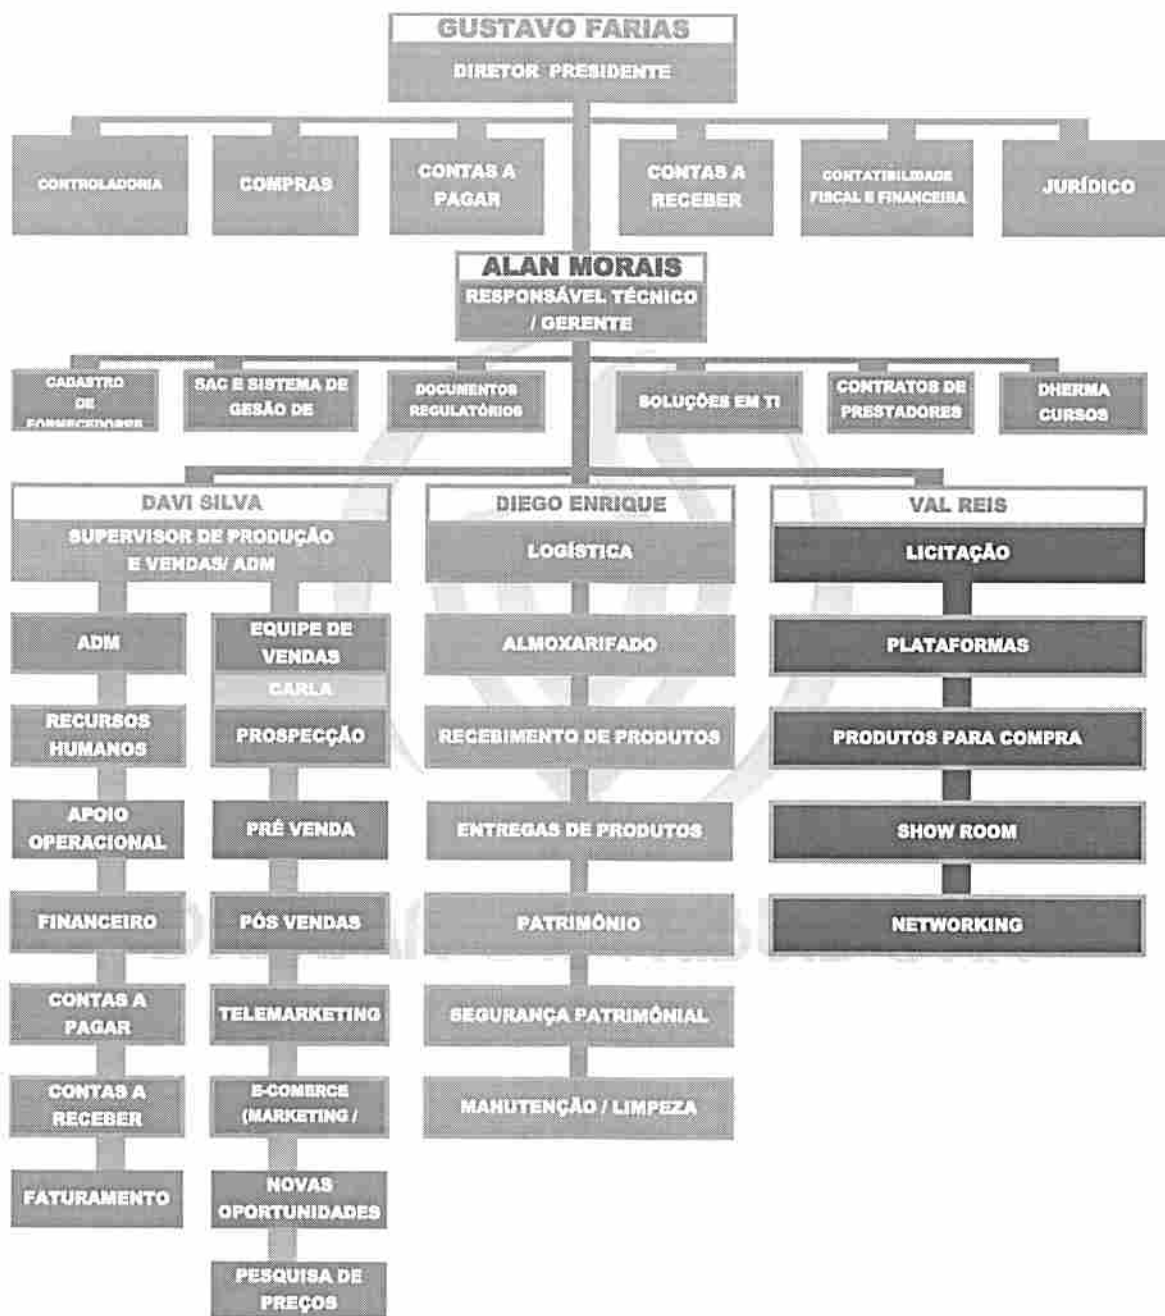 GUSTAVO FARIAS
DIRETOR PRESIDENTE
CONTROLADORIA
COMPRAS
CONTAS A
PAGAR
CONTAS A
RECEBER
CONTATIBILIDADE
FISCAL E FINANCEIRA
JURÍDICO
ALAN MORAIS
RESPONSÁVEL TÉCNICO
/ GERENTE
CADASTRO
DE
FORNECEDORES
SAC E SISTEMA DE
GESÃO DE
DOCUMENTOS
REGULATÓRIOS
SOLUÇÕES EM TI
CONTRATOS DE
PRESTADORES
DHERMA
CURSOS
DAVI SILVA
SUPERVISOR DE PRODUÇÃO
E VENDAS/ ADM
ADM
RECURSOS
HUMANOS
APOIO
OPERACIONAL
FINANCEIRO
CONTAS A
PAGAR
CONTAS A
RECEBER
FATURAMENTO
EQUIPE DE
VENDAS
CARLA
PROSPECÇÃO
PRÉ VENDA
PÓS VENDAS
TELEMARKETING
E-COMERCE
(MARKETING /
NOVAS
OPORTUNIDADES
PESQUISA DE
PREÇOS
DIEGO ENRIQUE
LOGÍSTICA
ALMOXARIFADO
RECEBIMENTO DE PRODUTOS
ENTREGAS DE PRODUTOS
PATRIMÔNIO
SEGURANÇA PATRIMÔNIAL
MANUTENÇÃO / LIMPEZA
VAL REIS
LICITAÇÃO
PLATAFORMAS
PRODUTOS PARA COMPRA
SHOW ROOM
NETWORKING